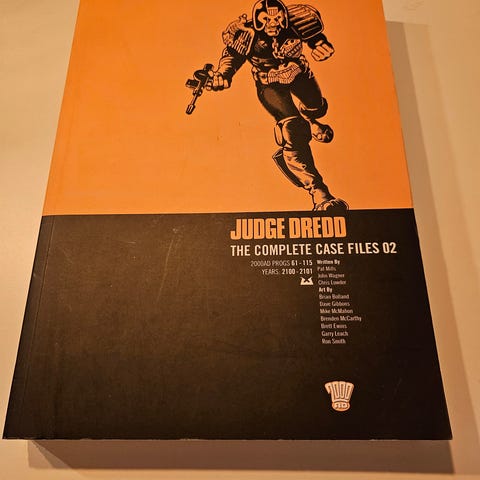 JUDGE DREDD
THE COMPLETE CASE FILES 02
2000AD PROGS 61 - 115
YEARS: 2100 - 2101
Written By
Pat Mills
John Wagner
Chris Lowder
Art By
Brian Bolland
Dave Gibbons
Mike McMahon
Brenden McCarthy
Brett Ewins
Garry Leach
Ron Smith
2000
AD